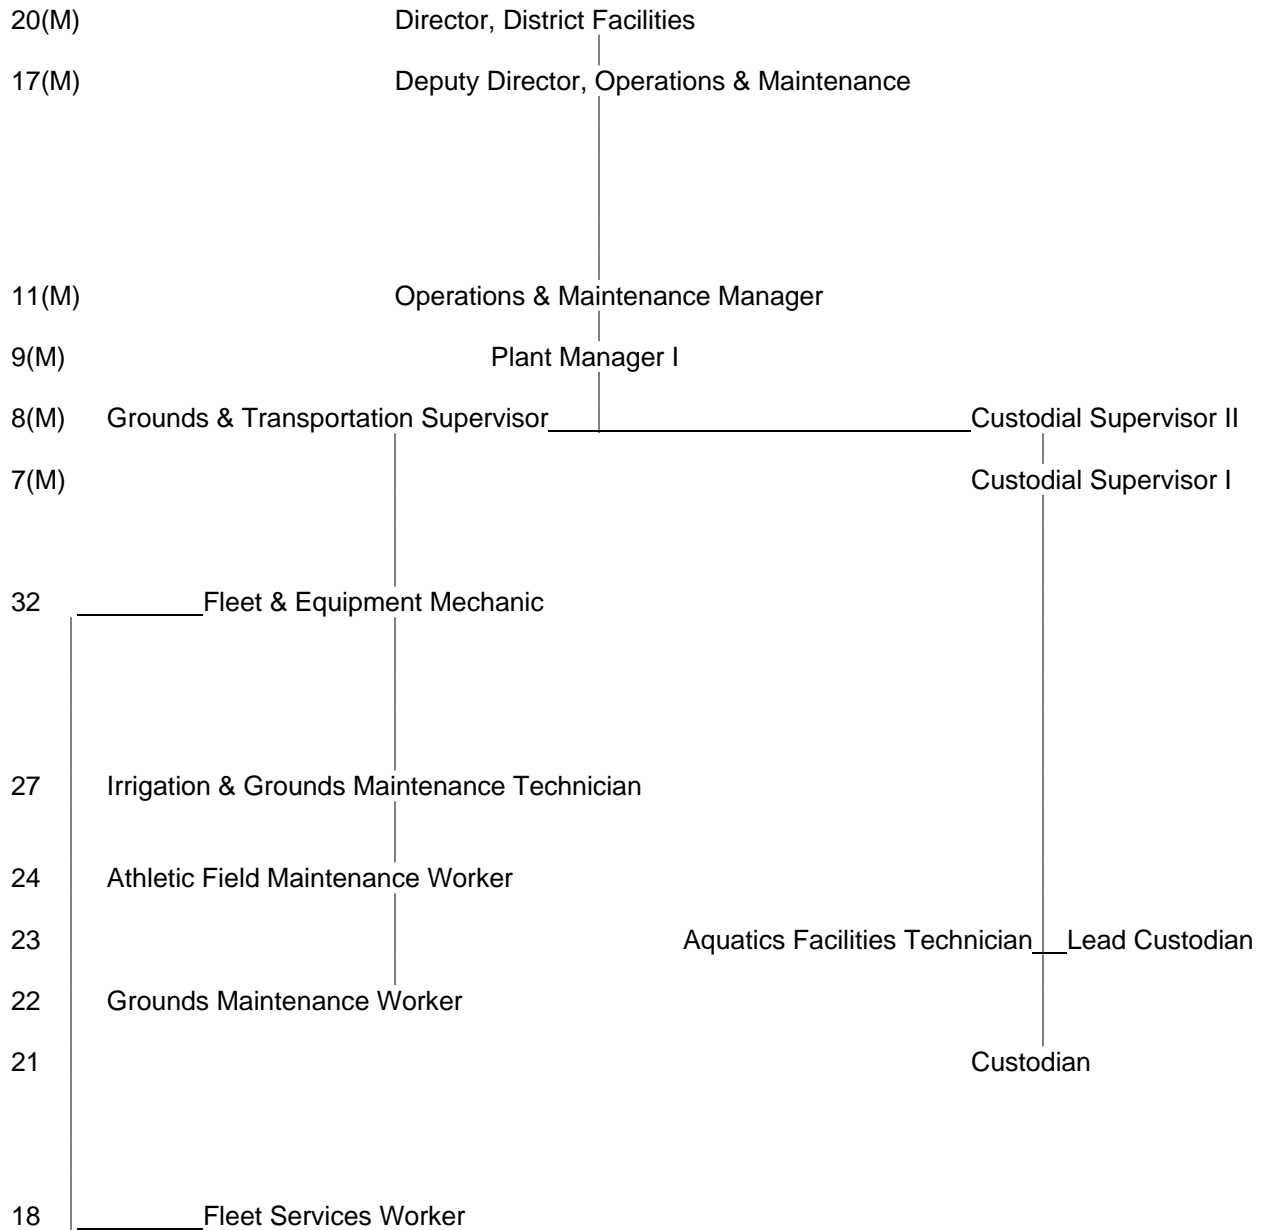 20(M) Director, District Facilities
17(M) Deputy Director, Operations & Maintenance
11(M) Operations & Maintenance Manager
9(M) Plant Manager I
8(M) Grounds & Transportation Supervisor Custodial Supervisor II
7(M) Custodial Supervisor I
32 Fleet & Equipment Mechanic
27 Irrigation & Grounds Maintenance Technician
24 Athletic Field Maintenance Worker
23 Aquatics Facilities Technician Lead Custodian
22 Grounds Maintenance Worker
21 Custodian
18 Fleet Services Worker